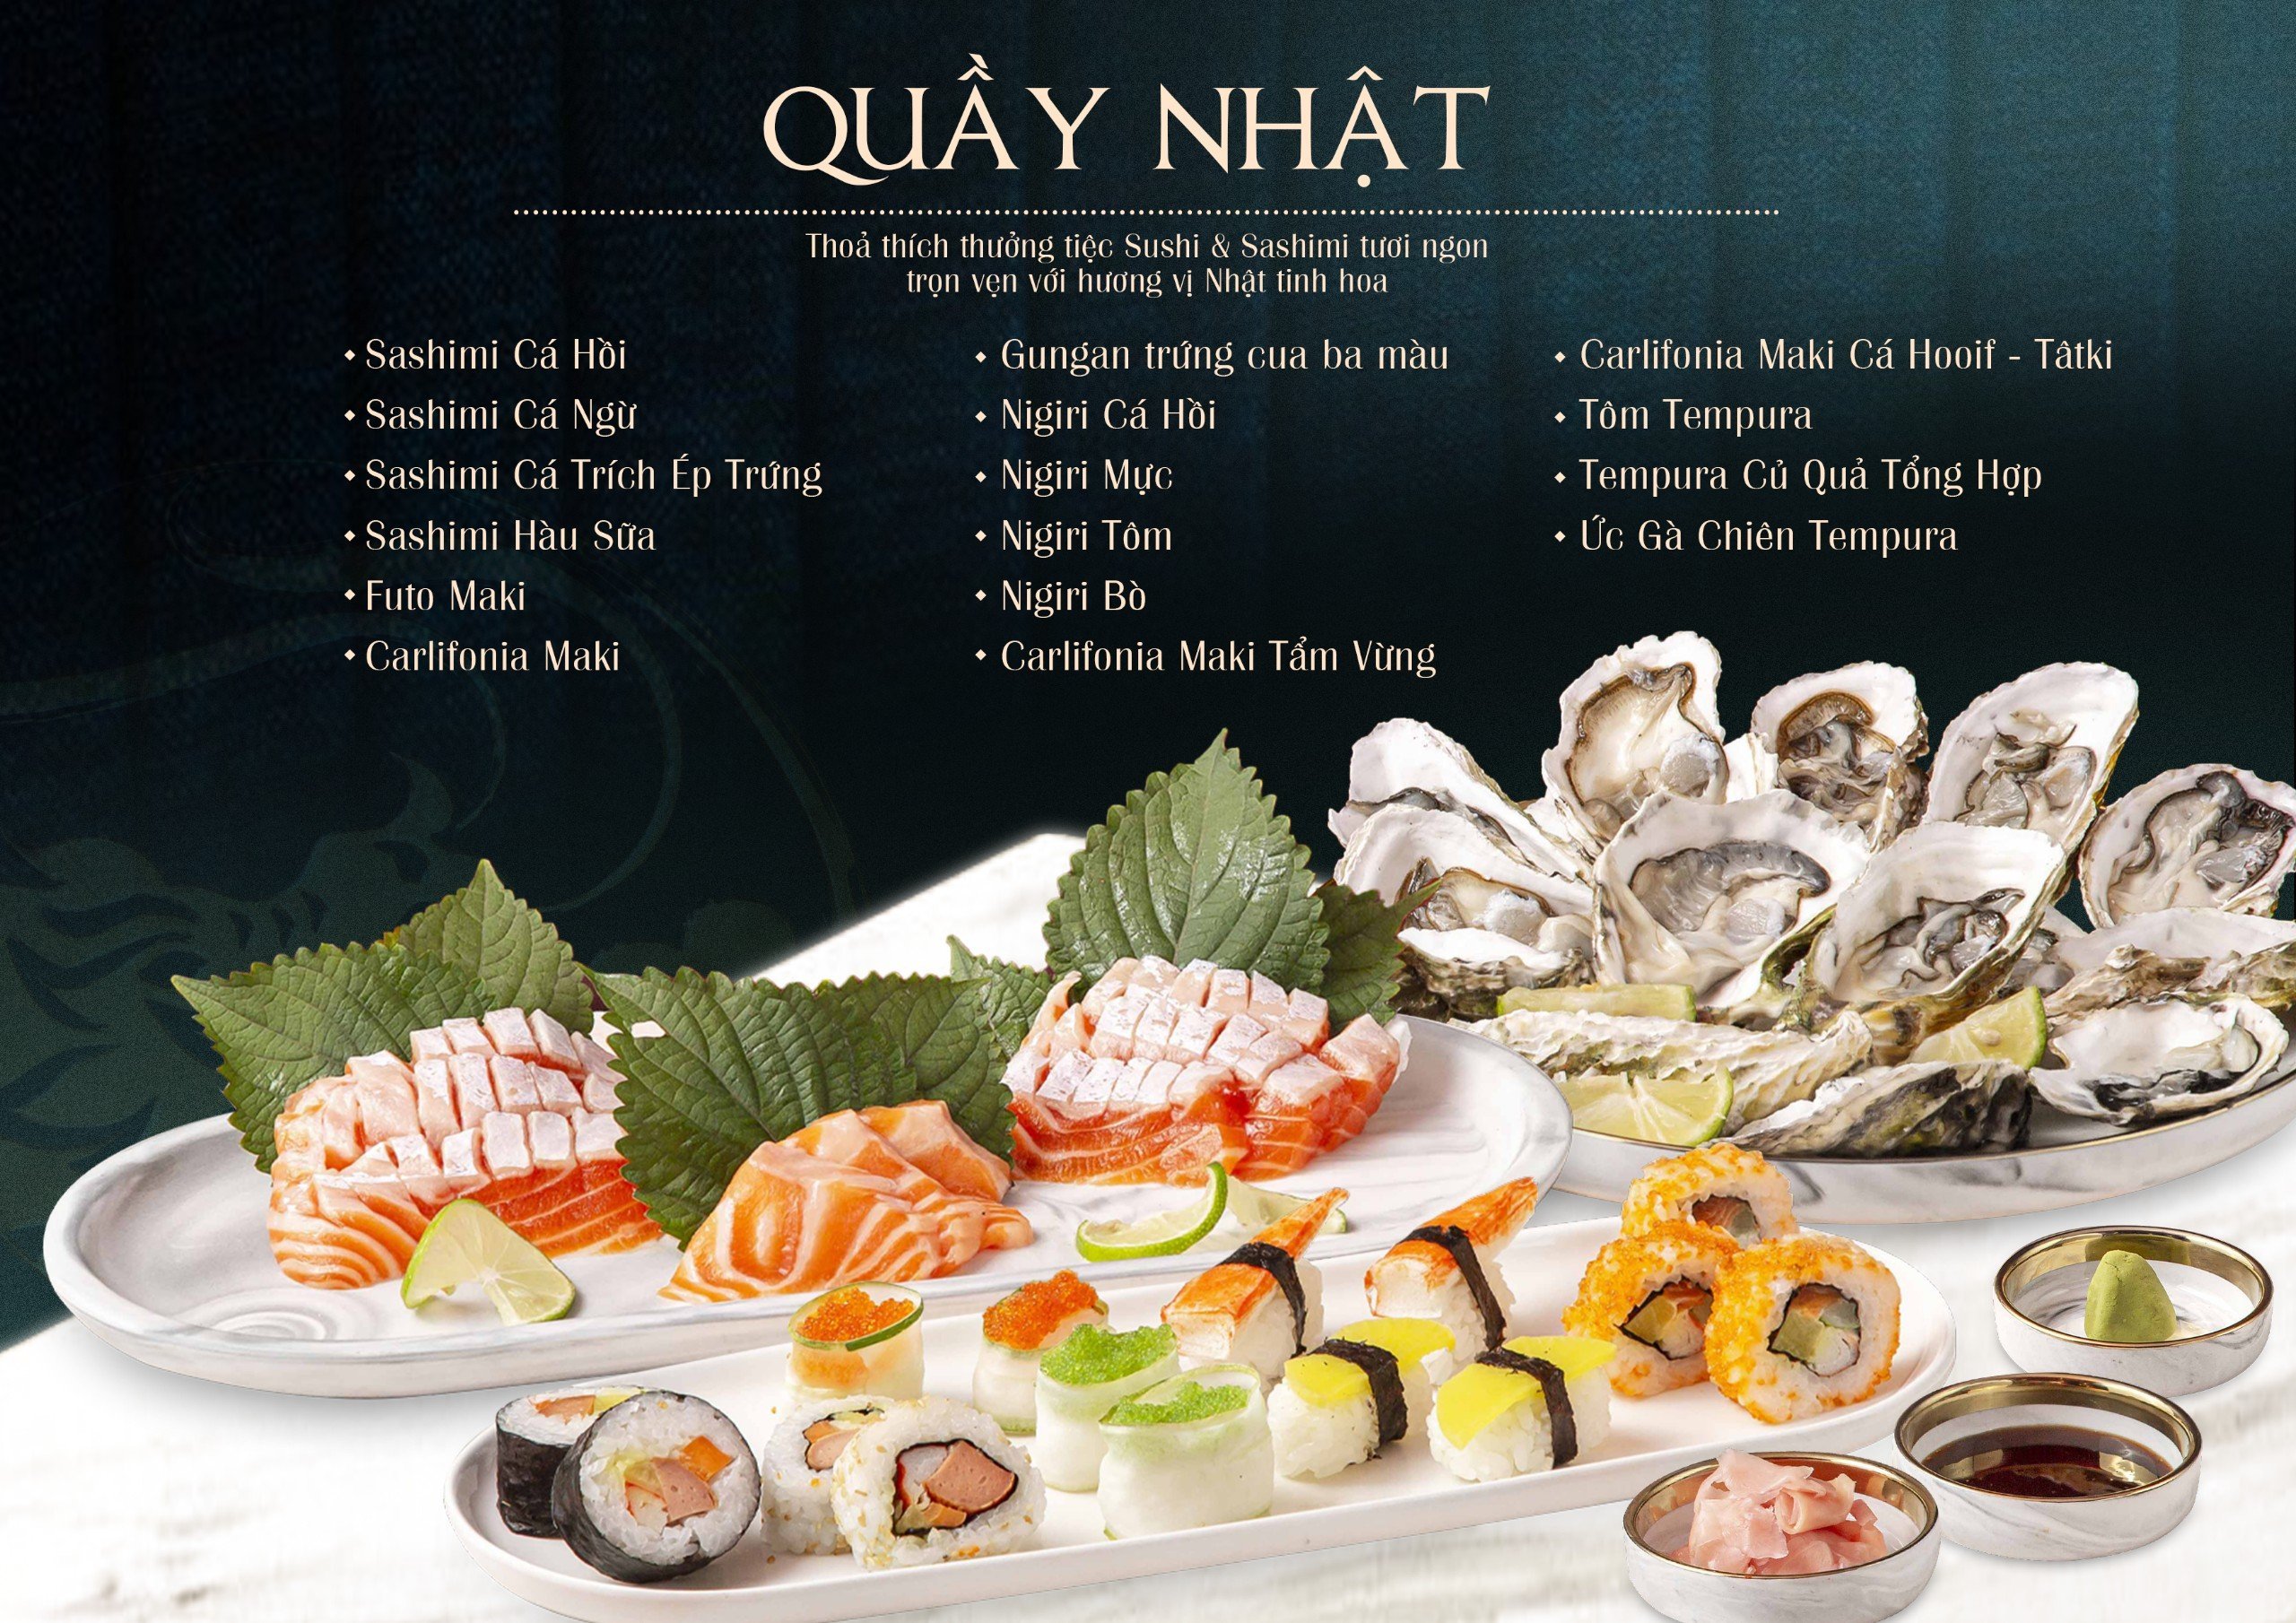 QUẦY NHẬT
Thoả thích thưởng tiệc Sushi & Sashimi tươi ngon
trọn vẹn với hương vị Nhật tinh hoa
Sashimi Cá Hồi
Sashimi Cá Ngừ
Sashimi Cá Trích Ép Trứng
Sashimi Hàu Sữa
Futo Maki
Carlifonia Maki
Gungan trứng cua ba màu
Nigiri Cá Hồi
Nigiri Mực
Nigiri Tôm
Nigiri Bò
Carlifonia Maki Tẩm Vừng
Carlifonia Maki Cá Hooif - Tâtki
Tôm Tempura
Tempura Củ Quả Tổng Hợp
Ức Gà Chiên Tempura